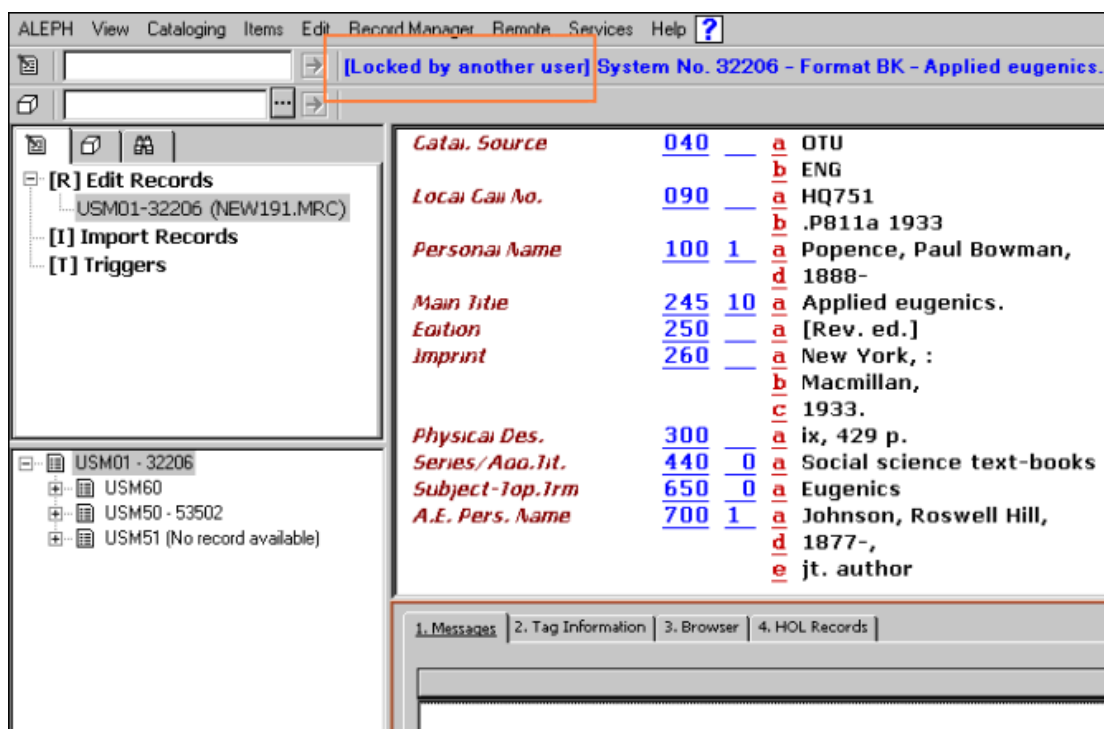 ALEPH View Cataloging Items Edit Record Manager Remote Services Help ?
[Locked by another user] System No. 32206 - Format BK - Applied eugenics.
...
[R] Edit Records
USM01-32206 (NEW191.MRC)
[I] Import Records
[T] Triggers
USM01 - 32206
USM60
USM50 - 53502
USM51 (No record available)
Catal. Source 040 a OTU
b ENG
Local Call No. 090 a HQ751
b .P811a 1933
Personal Name 100 1 a Popence, Paul Bowman,
d 1888-
Main Title 245 10 a Applied eugenics.
Edition 250 a [Rev. ed.]
Imprint 260 a New York, :
b Macmillan,
c 1933.
Physical Des. 300 a ix, 429 p.
Series/Add.Tit. 440 0 a Social science text-books
Subject-Top.Trm 650 0 a Eugenics
A.E. Pers. Name 700 1 a Johnson, Roswell Hill,
d 1877-,
e jt. author
1. Messages 2. Tag Information 3. Browser 4. HOL Records